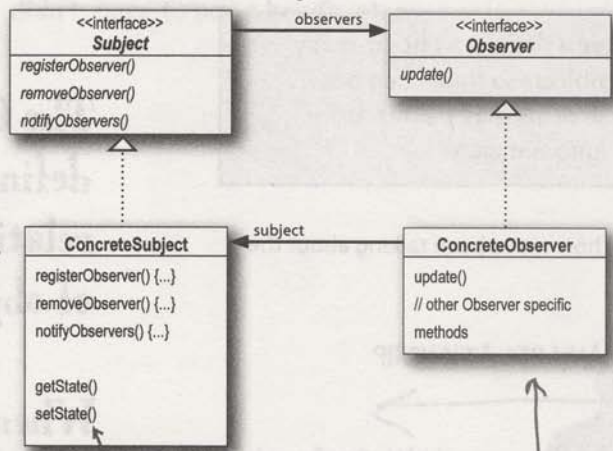 observers
<<interface>>
Subject
registerObserver()
removeObserver()
notifyObservers()
<<interface>>
Observer
update()
subject
ConcreteSubject
registerObserver() {...}
removeObserver() {...}
notifyObservers() {...}
getState()
setState()
ConcreteObserver
update()
// other Observer specific
methods